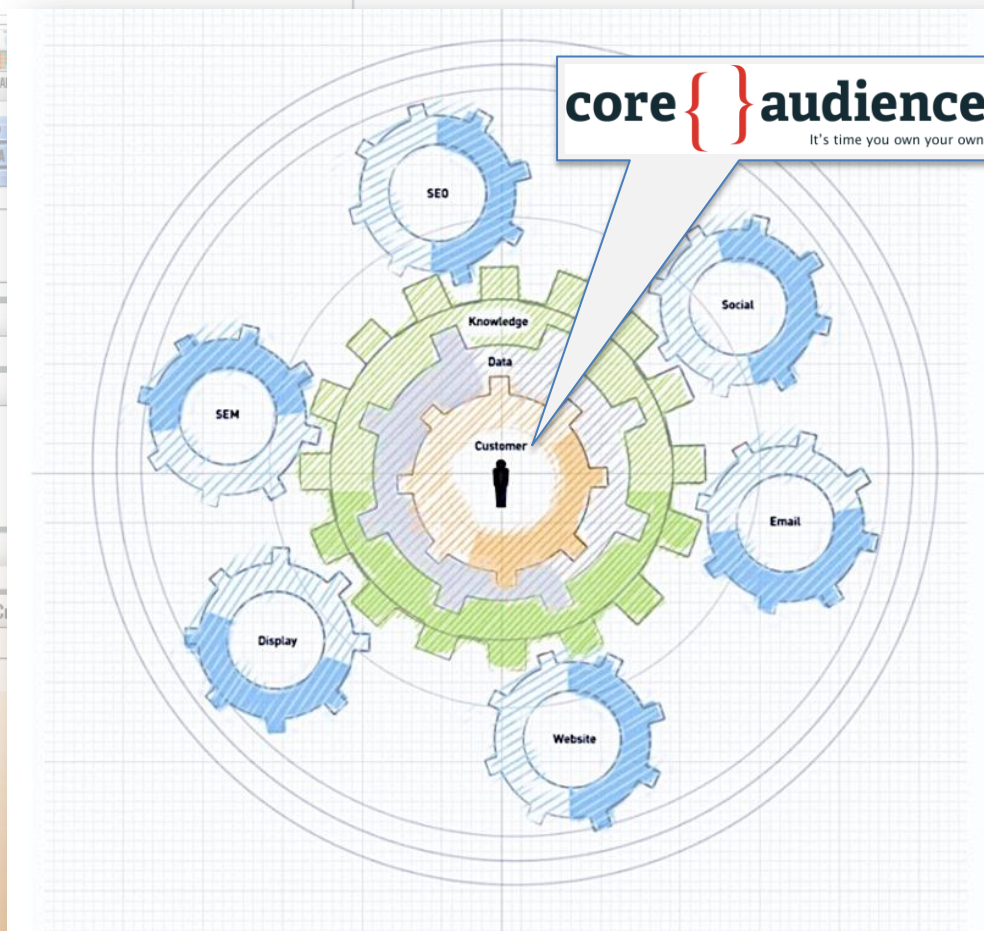 core{ }audience
It's time you own your own
SEO
Social
Knowledge
Data
SEM
Customer
Email
Display
Website